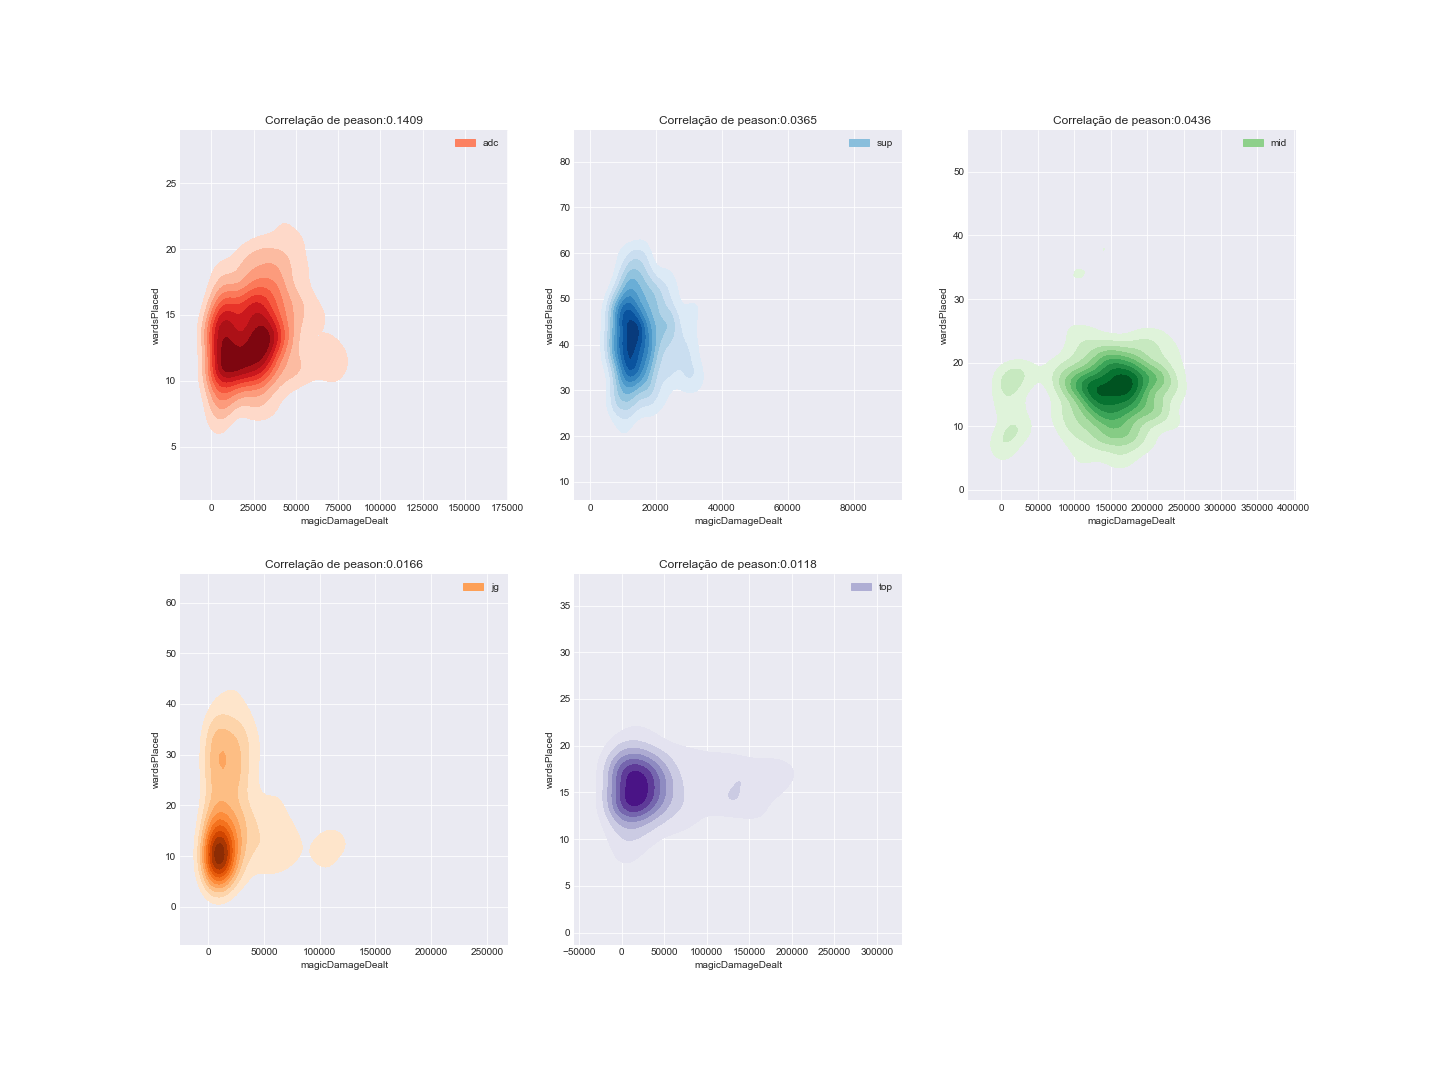 Correlação de peason:0.1409
adc
25
20
15
10
5
wardsPlaced
0 25000 50000 75000 100000 125000 150000 175000
magicDamageDealt
Correlação de peason:0.0365
sup
80
70
60
50
40
30
20
10
wardsPlaced
0 20000 40000 60000 80000
magicDamageDealt
Correlação de peason:0.0436
mid
50
40
30
20
10
0
wardsPlaced
0 50000 100000 150000 200000 250000 300000 350000 400000
magicDamageDealt
Correlação de peason:0.0166
jg
60
50
40
30
20
10
0
wardsPlaced
0 50000 100000 150000 200000 250000
magicDamageDealt
Correlação de peason:0.0118
top
35
30
25
20
15
10
5
0
wardsPlaced
−50000 0 50000 100000 150000 200000 250000 300000
magicDamageDealt